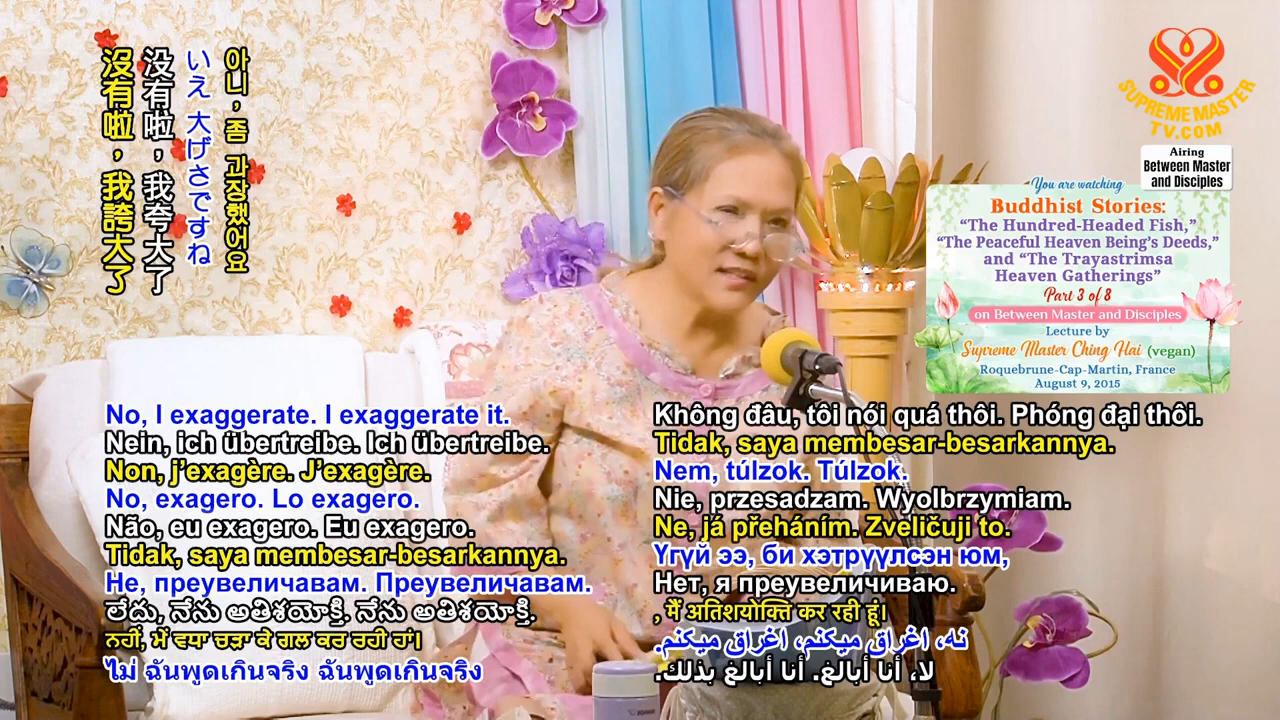 沒有啦，我誇大了
没有啦，我夸大了
いえ 大げさですね
아니, 좀 과장했어요
SUPREME MASTER
TV.COM
Airing
Between Master
and Disciples
You are watching
Buddhist Stories:
“The Hundred-Headed Fish,”
“The Peaceful Heaven Being’s Deeds,”
and “The Trayastrimsa
Heaven Gatherings”
Part 3 of 8
on Between Master and Disciples
Lecture by
Supreme Master Ching Hai (vegan)
Roquebrune-Cap-Martin, France
August 9, 2015
No, I exaggerate. I exaggerate it.
Nein, ich übertreibe. Ich übertreibe.
Non, j’exagère. J’exagère.
No, exagero. Lo exagero.
Não, eu exagero. Eu exagero.
Tidak, saya membesar-besarkannya.
Не, преувеличавам. Преувеличавам.
లేదు, నేను అతిశయోక్తి. నేను అతిశయోక్తి.
ਨਹੀਂ, ਮੈਂ ਵਧਾ ਚੜ੍ਹਾ ਕੇ ਗਲ ਕਰ ਰਹੀ ਹਾਂ।
ไม่ ฉันพูดเกินจริง ฉันพูดเกินจริง
Không đâu, tôi nói quá thôi. Phóng đại thôi.
Tidak, saya membesar-besarkannya.
Nem, túlzok. Túlzok.
Nie, przesadzam. Wyolbrzymiam.
Ne, já přeháním. Zveličuji to.
Үгүй ээ, би хэтрүүлсэн юм,
Нет, я преувеличиваю.
, मैं अतिशयोक्ति कर रही हूं।
نه، اغراق میکنم، اغراق میکنم.
لا، أنا أبالغ. أنا أبالغ بذلك.
ZOJIRUSHI